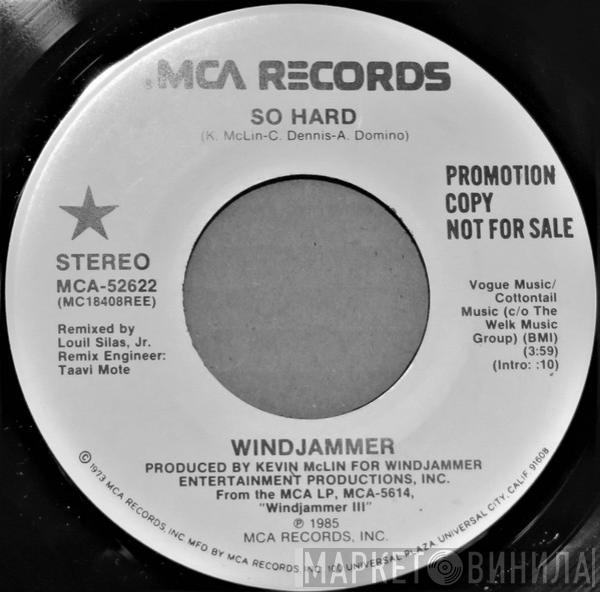 MCA RECORDS
SO HARD
(K. McLin-C. Dennis-A. Domino)
PROMOTION
COPY
NOT FOR SALE
STEREO
MCA-52622
(MC18408REE)
Remixed by
Louil Silas, Jr.
Remix Engineer:
Taavi Mote
Vogue Music/
Cottontail
Music (c/o The
Welk Music
Group) (BMI)
(3:59)
(Intro: :10)
WINDJAMMER
PRODUCED BY KEVIN McLIN FOR WINDJAMMER
ENTERTAINMENT PRODUCTIONS, INC.
From the MCA LP, MCA-5614,
"Windjammer III"
℗ 1985
MCA RECORDS, INC.
© 1973 MCA RECORDS, INC. MFD BY MCA RECORDS, INC. 100 UNIVERSAL PLAZA, UNIVERSAL CITY, CALIF. 91608
МАРКЕТ ВИНИЛА